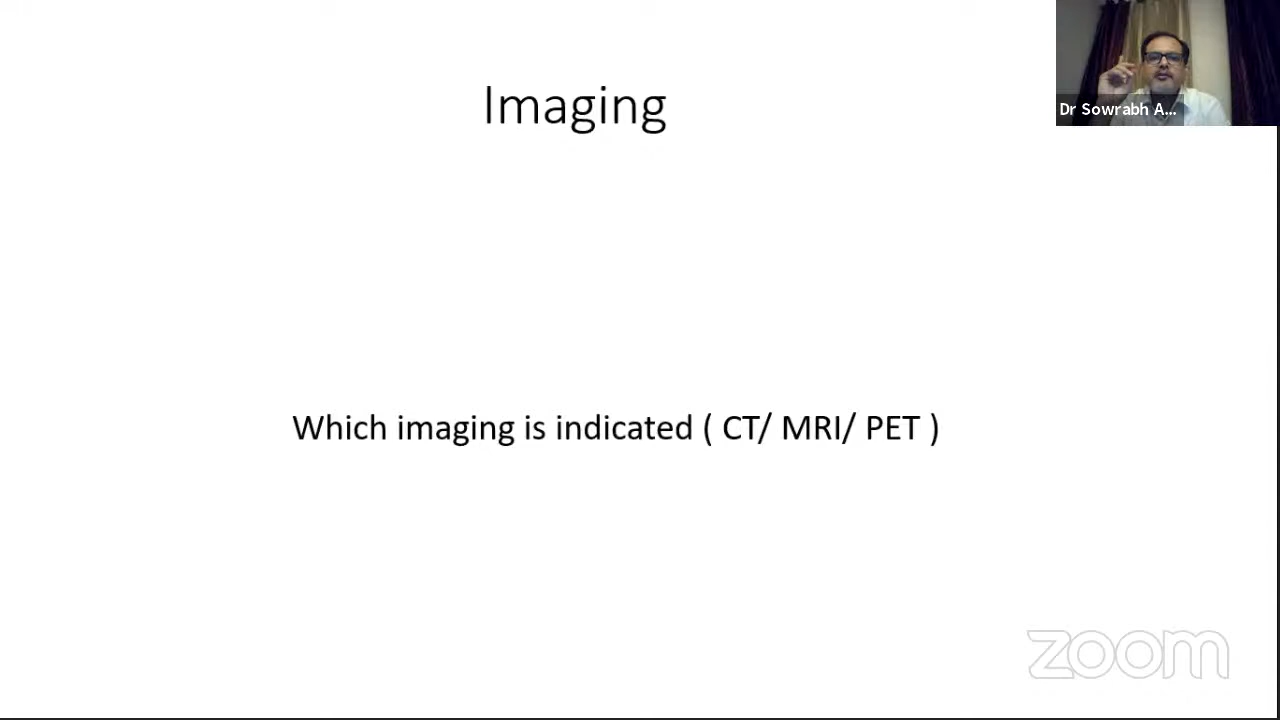 Imaging
Dr Sowrabh A...
Which imaging is indicated ( CT/ MRI/ PET )
zoom